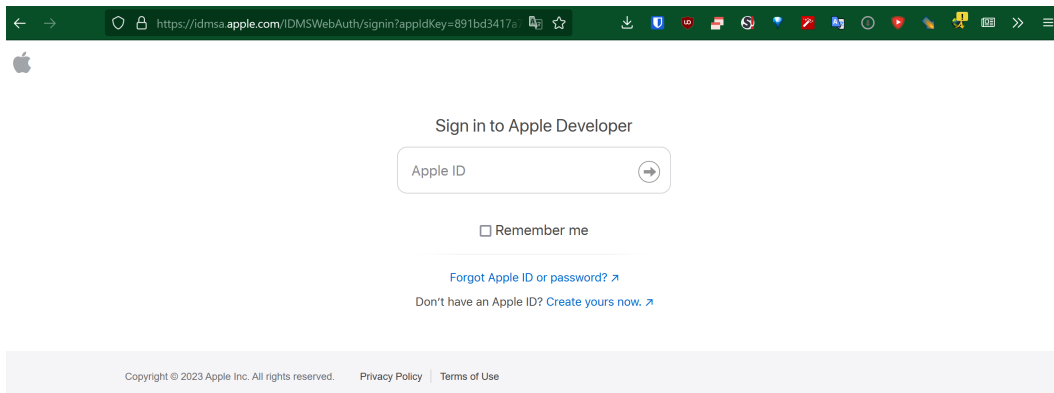 https://idmsa.apple.com/IDMSWebAuth/signin?appIdKey=891bd3417a
Sign in to Apple Developer
Apple ID
Remember me
Forgot Apple ID or password? ↗
Don't have an Apple ID? Create yours now. ↗
Copyright © 2023 Apple Inc. All rights reserved. Privacy Policy Terms of Use